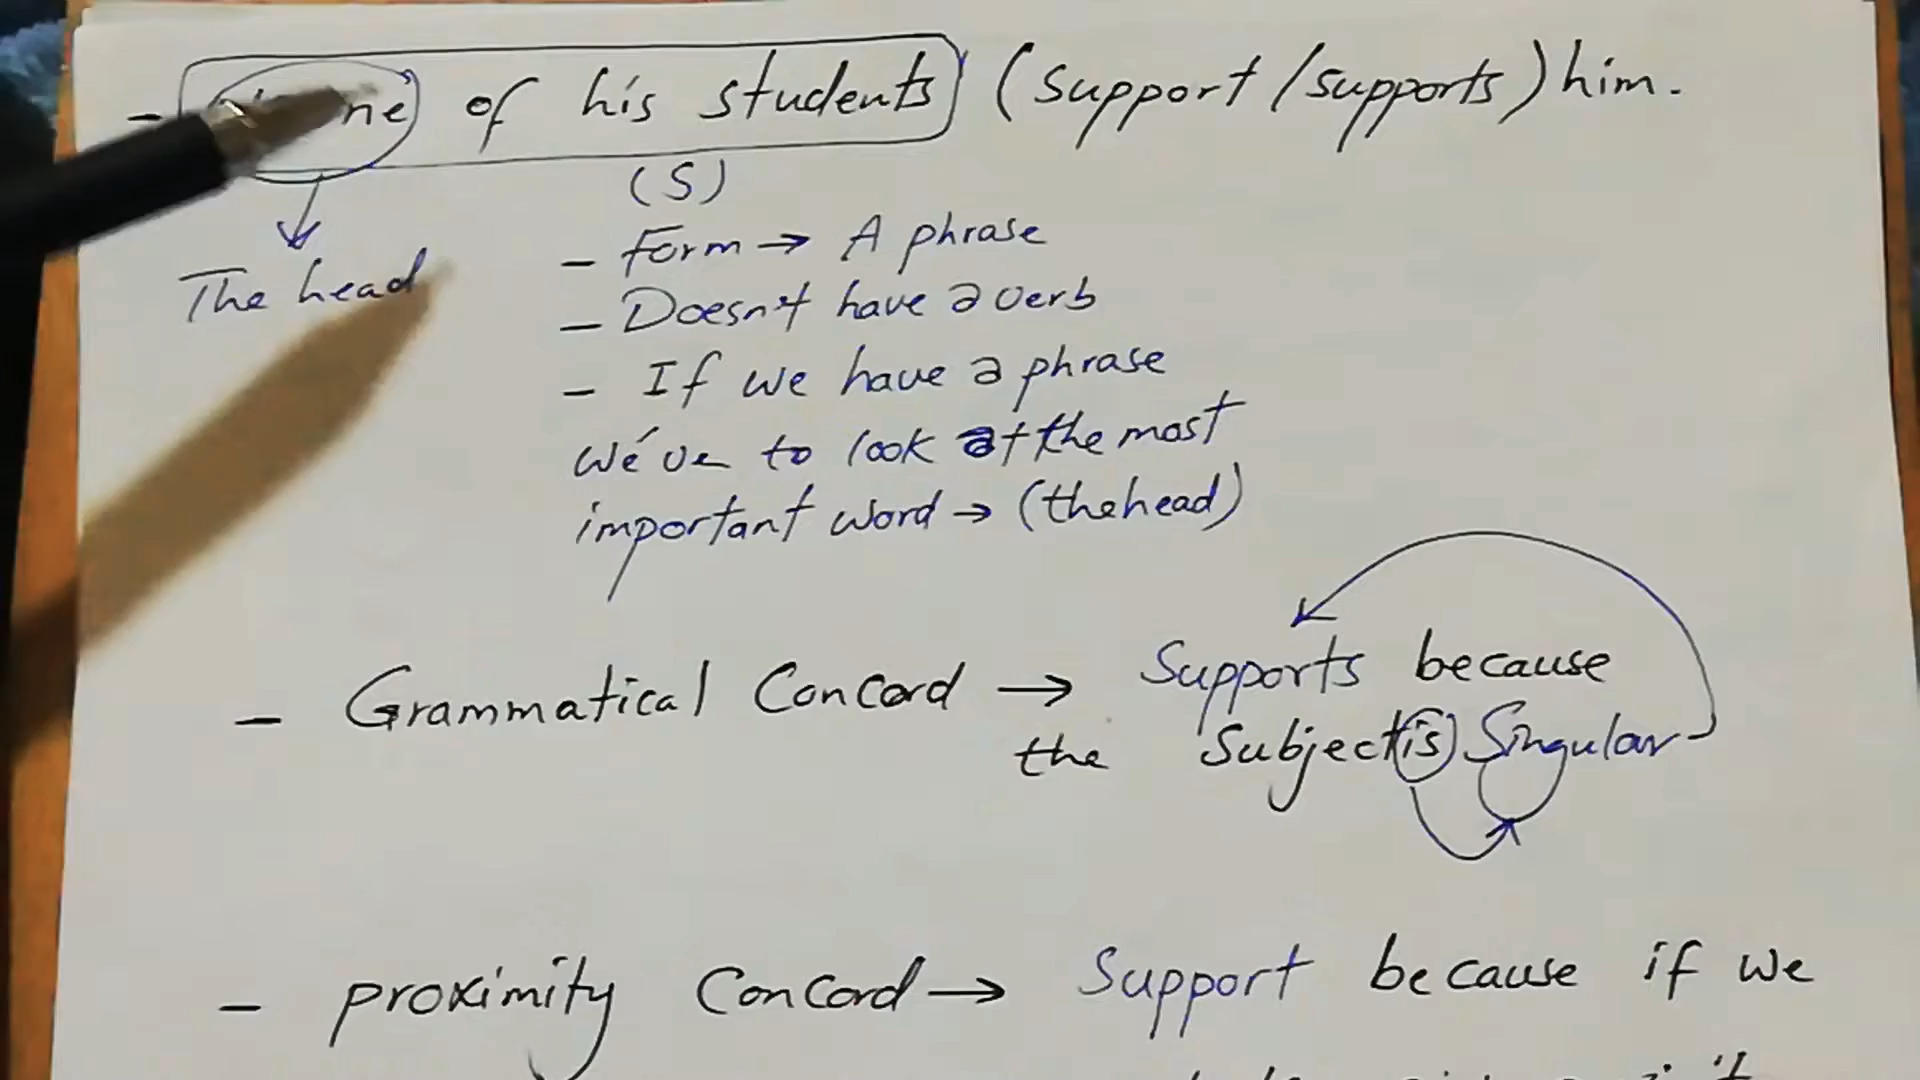 - of his students (support/supports) him.
(S)
The head
- Form → A phrase
- Doesn't have a verb
- If we have a phrase
we've to look at the most
important word → (the head)
- Grammatical Concord → Supports because
the Subject is Singular
- proximity Concord → Support because if we